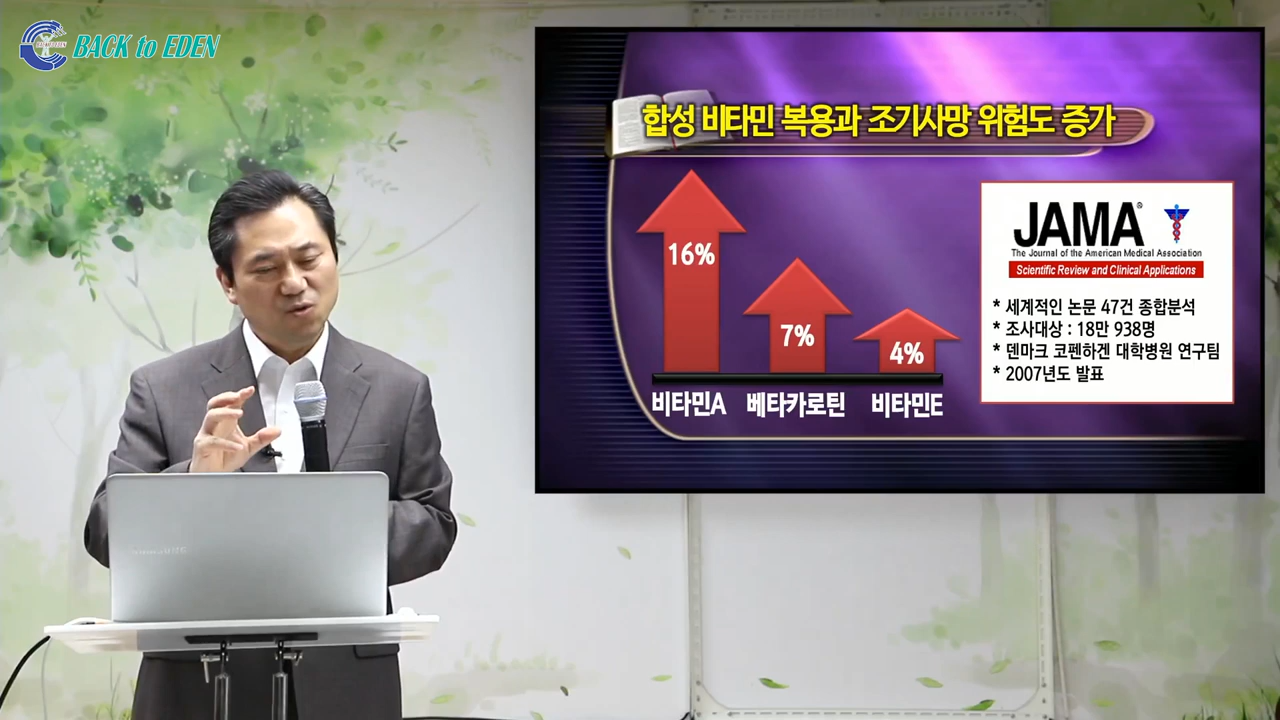 BACK to EDEN
합성 비타민 복용과 조기사망 위험도 증가
16%
7%
4%
비타민A
베타카로틴
비타민E
JAMA®
The Journal of the American Medical Association
Scientific Review and Clinical Applications
* 세계적인 논문 47건 종합분석
* 조사대상 : 18만 938명
* 덴마크 코펜하겐 대학병원 연구팀
* 2007년도 발표